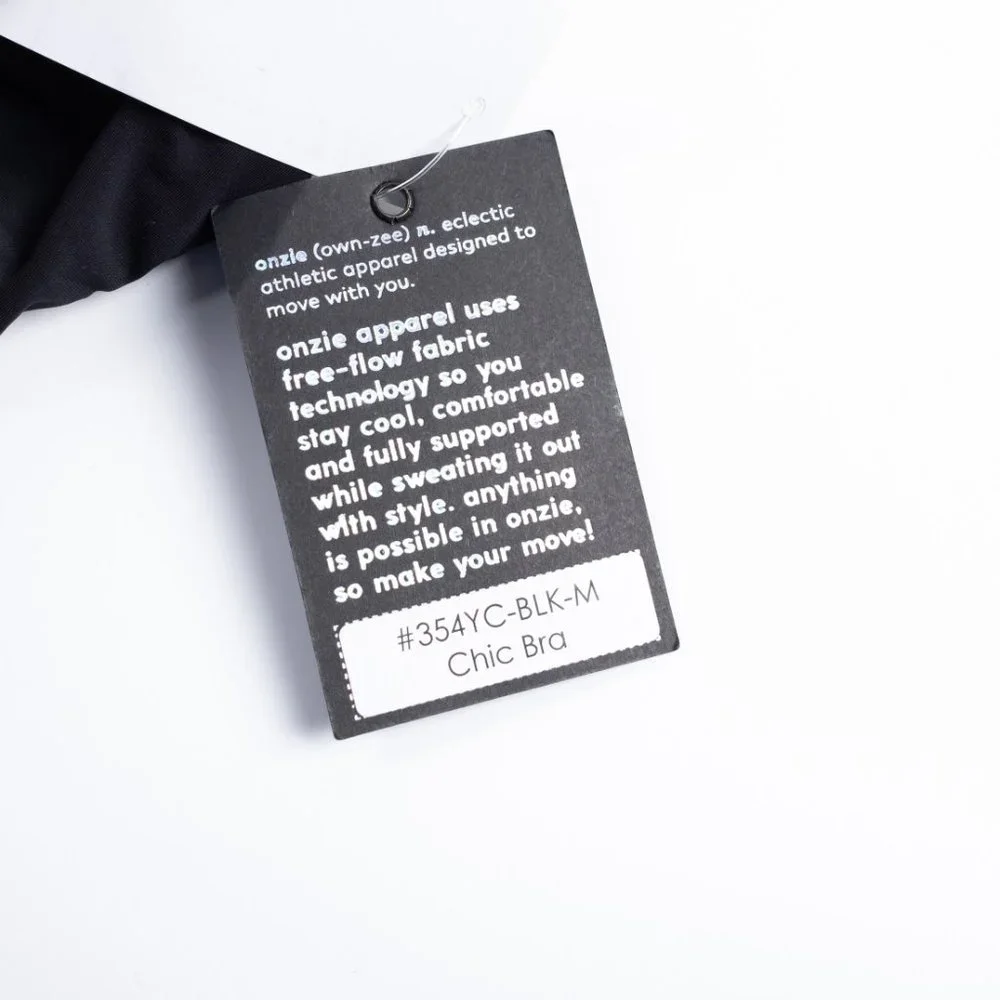 onzie (own-zee) n. eclectic
athletic apparel designed to
move with you.
onzie apparel uses
free-flow fabric
technology so you
stay cool, comfortable
and fully supported
while sweating it out
with style. anything
is possible in onzie,
so make your move!
#354YC-BLK-M
Chic Bra